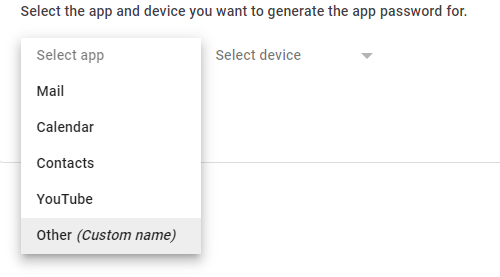 Select the app and device you want to generate the app password for.
Select app Select device
Mail
Calendar
Contacts
YouTube
Other (Custom name)